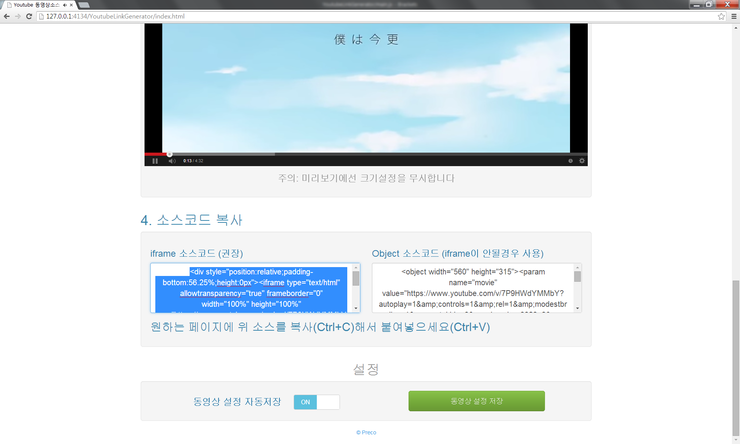 Youtube 동영상소스
127.0.0.1:4134/YoutubeLinkGenerator/index.html
僕は今更
0:13 / 4:32
주의: 미리보기에선 크기설정을 무시합니다
4. 소스코드 복사
iframe 소스코드 (권장)
Object 소스코드 (iframe이 안될경우 사용)
<div style="position:relative;padding-
bottom:56.25%;height:0px"><iframe type="text/html"
allowtransparency="true" frameborder="0"
width="100%" height="100%"
<object width="560" height="315"><param
name="movie"
value="https://www.youtube.com/v/7P9HWdYMMbY?
autoplay=1&amp;controls=1&amp;rel=1&amp;modestbr
원하는 페이지에 위 소스를 복사(Ctrl+C)해서 붙여넣으세요(Ctrl+V)
설정
동영상 설정 자동저장
ON
동영상 설정 저장
© Preco